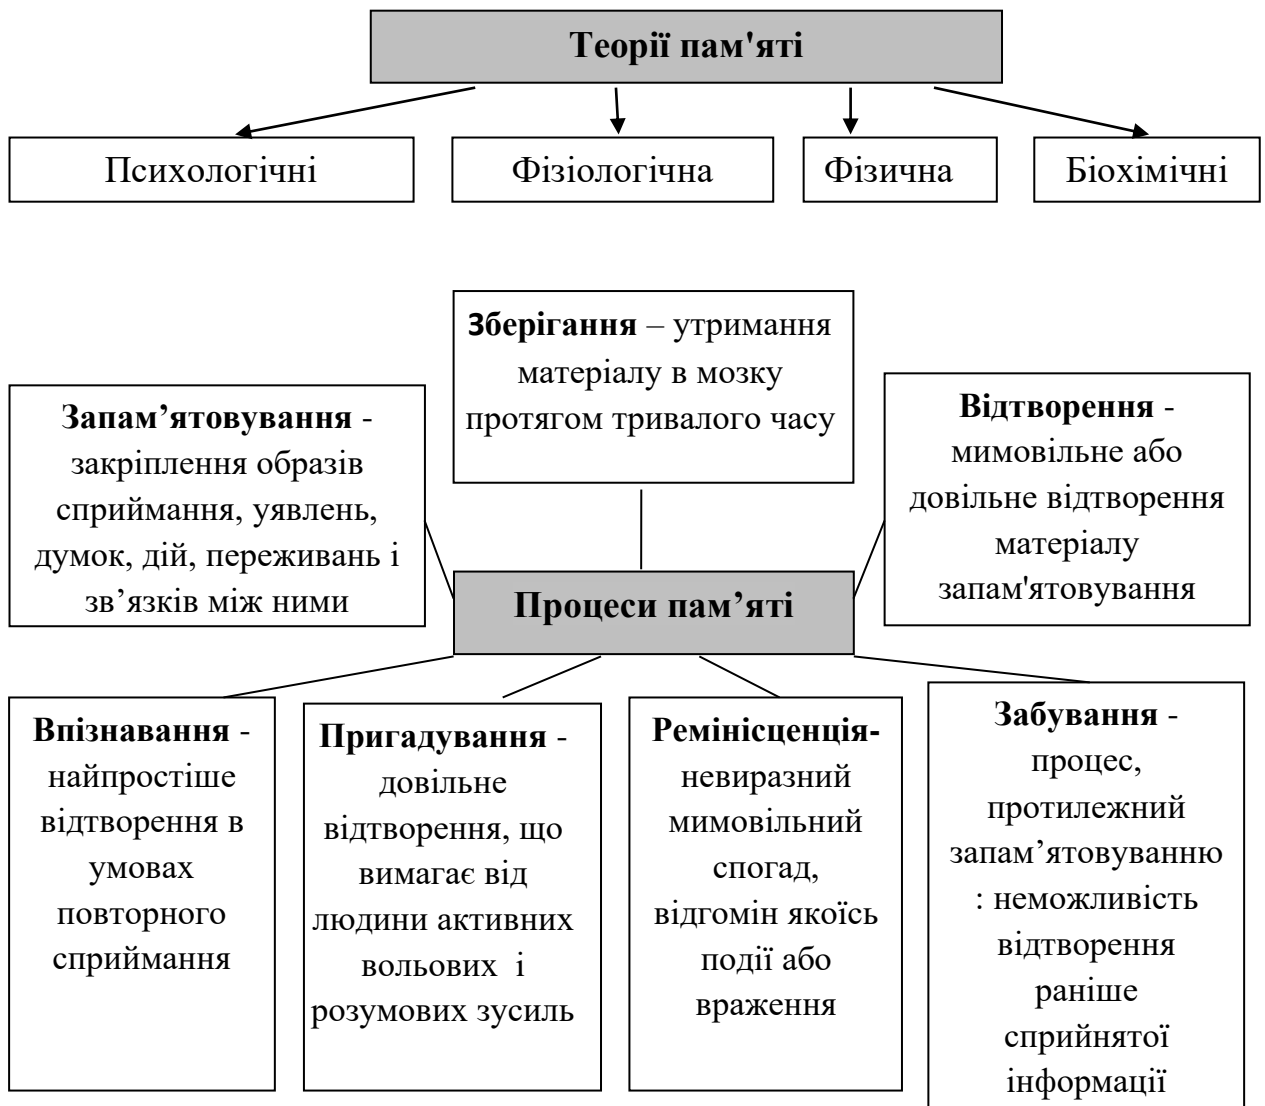 Теорії пам'яті
Психологічні
Фізіологічна
Фізична
Біохімічні
Зберігання – утримання
матеріалу в мозку
протягом тривалого часу
Запам’ятовування -
закріплення образів
сприймання, уявлень,
думок, дій, переживань і
зв’язків між ними
Відтворення -
мимовільне або
довільне відтворення
матеріалу
запам'ятовування
Процеси пам’яті
Впізнавання -
найпростіше
відтворення в
умовах
повторного
сприймання
Пригадування -
довільне
відтворення, що
вимагає від
людини активних
вольових і
розумових зусиль
Ремінісценція-
невиразний
мимовільний
спогад,
відгомін якоїсь
події або
враження
Забування -
процес,
протилежний
запам’ятовуванню
: неможливість
відтворення
раніше
сприйнятої
інформації